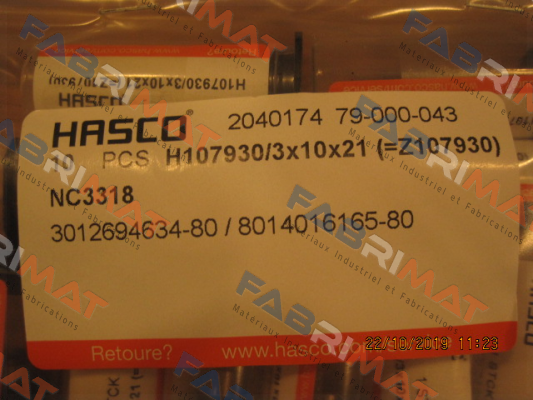 HASCO® 2040174 79-000-043
10 PCS H107930/3x10x21 (=Z107930)
NC3318
3012694634-80 / 8014016165-80
Retoure? www.hasco.com/
22/10/2019 11:23
H107930/3x10x21 (=Z107930)
HASCO
FABRIMAT
Matériaux Industriel et Fabrications